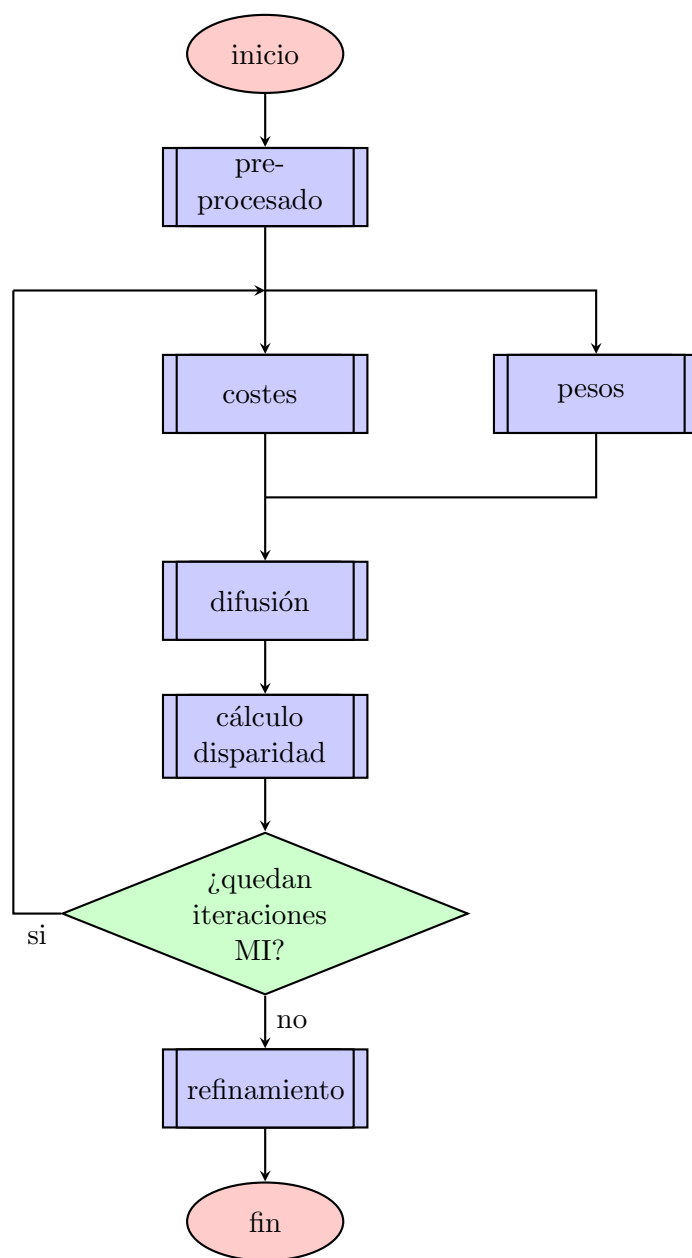 inicio
pre-
procesado
costes
pesos
difusión
cálculo
disparidad
¿quedan
iteraciones
MI?
si
no
refinamiento
fin